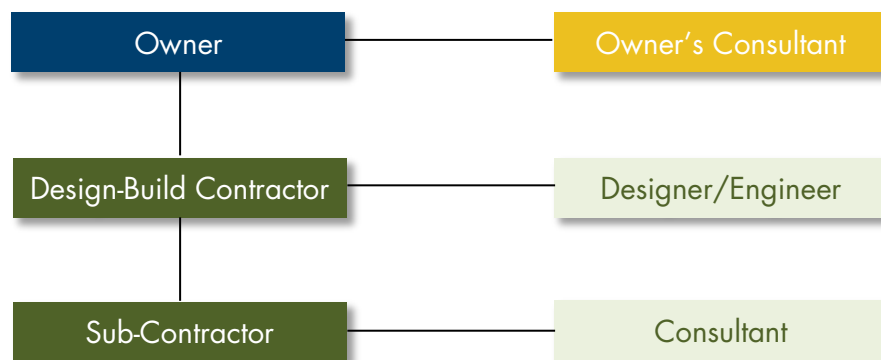 Owner
Owner’s Consultant
Design-Build Contractor
Designer/Engineer
Sub-Contractor
Consultant